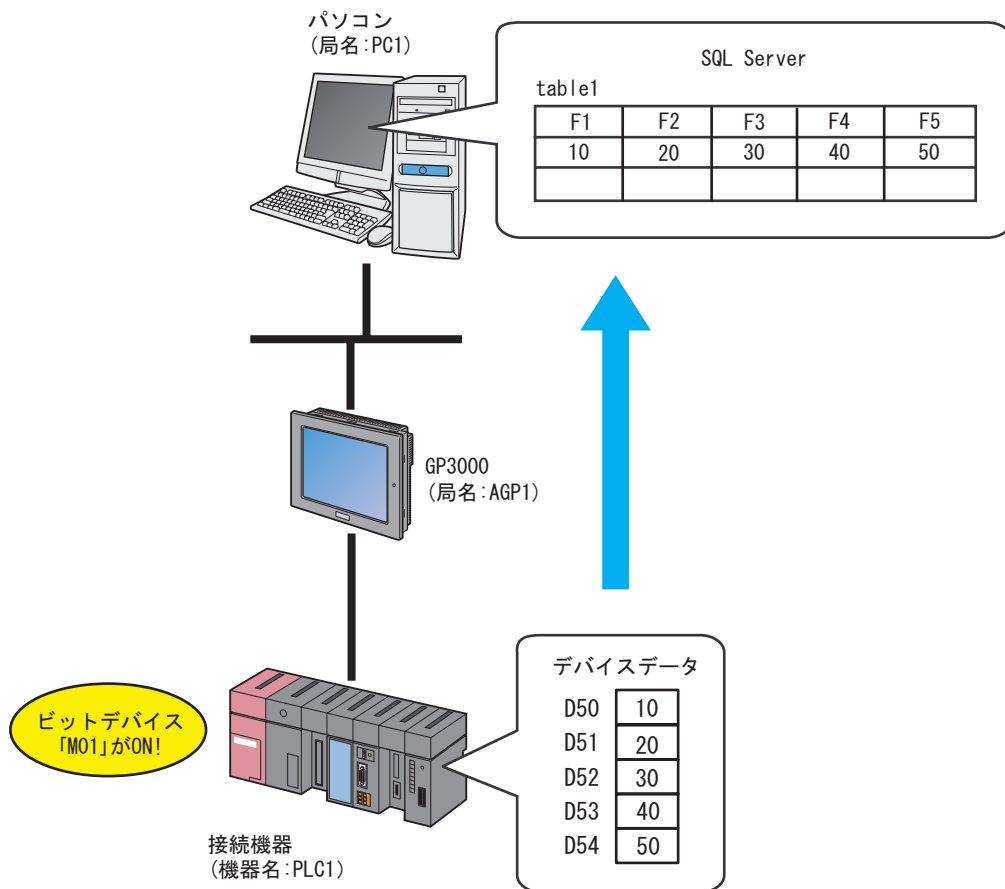 パソコン
(局名:PC1)
SQL Server
table1
F1 F2 F3 F4 F5
10 20 30 40 50
GP3000
(局名:AGP1)
デバイスデータ
D50 10
D51 20
D52 30
D53 40
D54 50
ビットデバイス
「M01」がON!
接続機器
(機器名:PLC1)